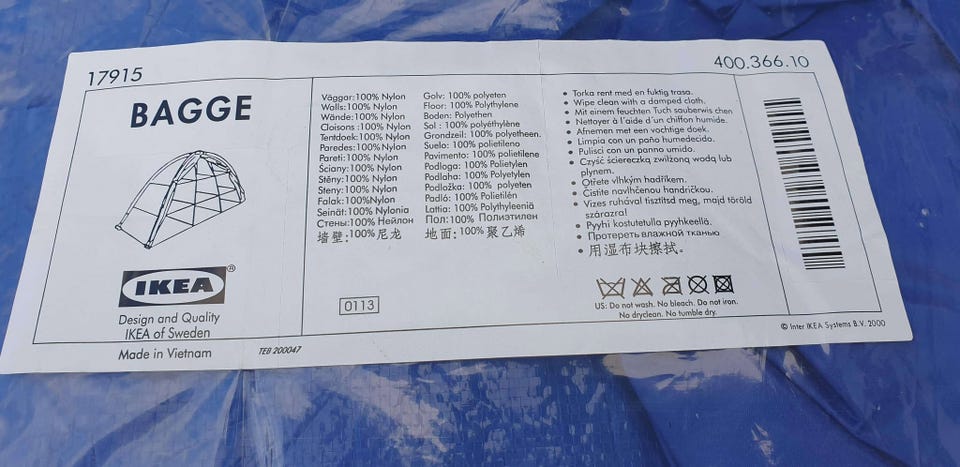 17915
400.366.10
BAGGE
IKEA®
Design and Quality
IKEA of Sweden
Made in Vietnam
TEB 200047
Väggar:100% Nylon
Walls:100% Nylon
Wände:100% Nylon
Cloisons :100% Nylon
Tentdoek:100% Nylon
Paredes:100% Nylon
Pareti:100% Nylon
Sciany:100% Nylon
Stěny:100% Nylon
Steny:100% Nylon
Falak:100%Nylon
Seinät:100% Nylonia
Стены:100% Нейлон
墙壁:100%尼龙
0113
Golv: 100% polyeten
Floor: 100% Polythylene
Boden: Polyethen
Sol : 100% polyéthylène
Grondzeil: 100% polyetheen.
Suelo: 100% polietileno
Pavimento: 100% polietilene
Podloga: 100% Polietylen
Podlaha: 100% Polyetylen
Podložka: 100% polyeten
Padló: 100% Polietilén
Lattia: 100% Polythyleeniä
Пол: 100% Полиэтилен
地面:100%聚乙烯
• Torka rent med en fuktig trasa.
• Wipe clean with a damped cloth.
• Mit einem feuchten Tuch sauberwischen
• Nettoyer à l'aide d'un chiffon humide.
• Afnemen met een vochtige doek.
• Limpia con un paño humedecido.
• Pulisci con un panno umido.
• Czyść ściereczką zwilżoną wodą lub
płynem.
• Otřete vlhkým hadříkem.
• Čistite navlhčenou handričkou.
• Vizes ruhával tisztítsd meg, majd töröld
szárazra!
• Pyyhi kostutetulla pyyhkeellä.
• Протереть влажной тканью
• 用湿布块擦拭。
US: Do not wash. No bleach. Do not iron.
No dryclean. No tumble dry.
© Inter IKEA Systems B.V. 2000